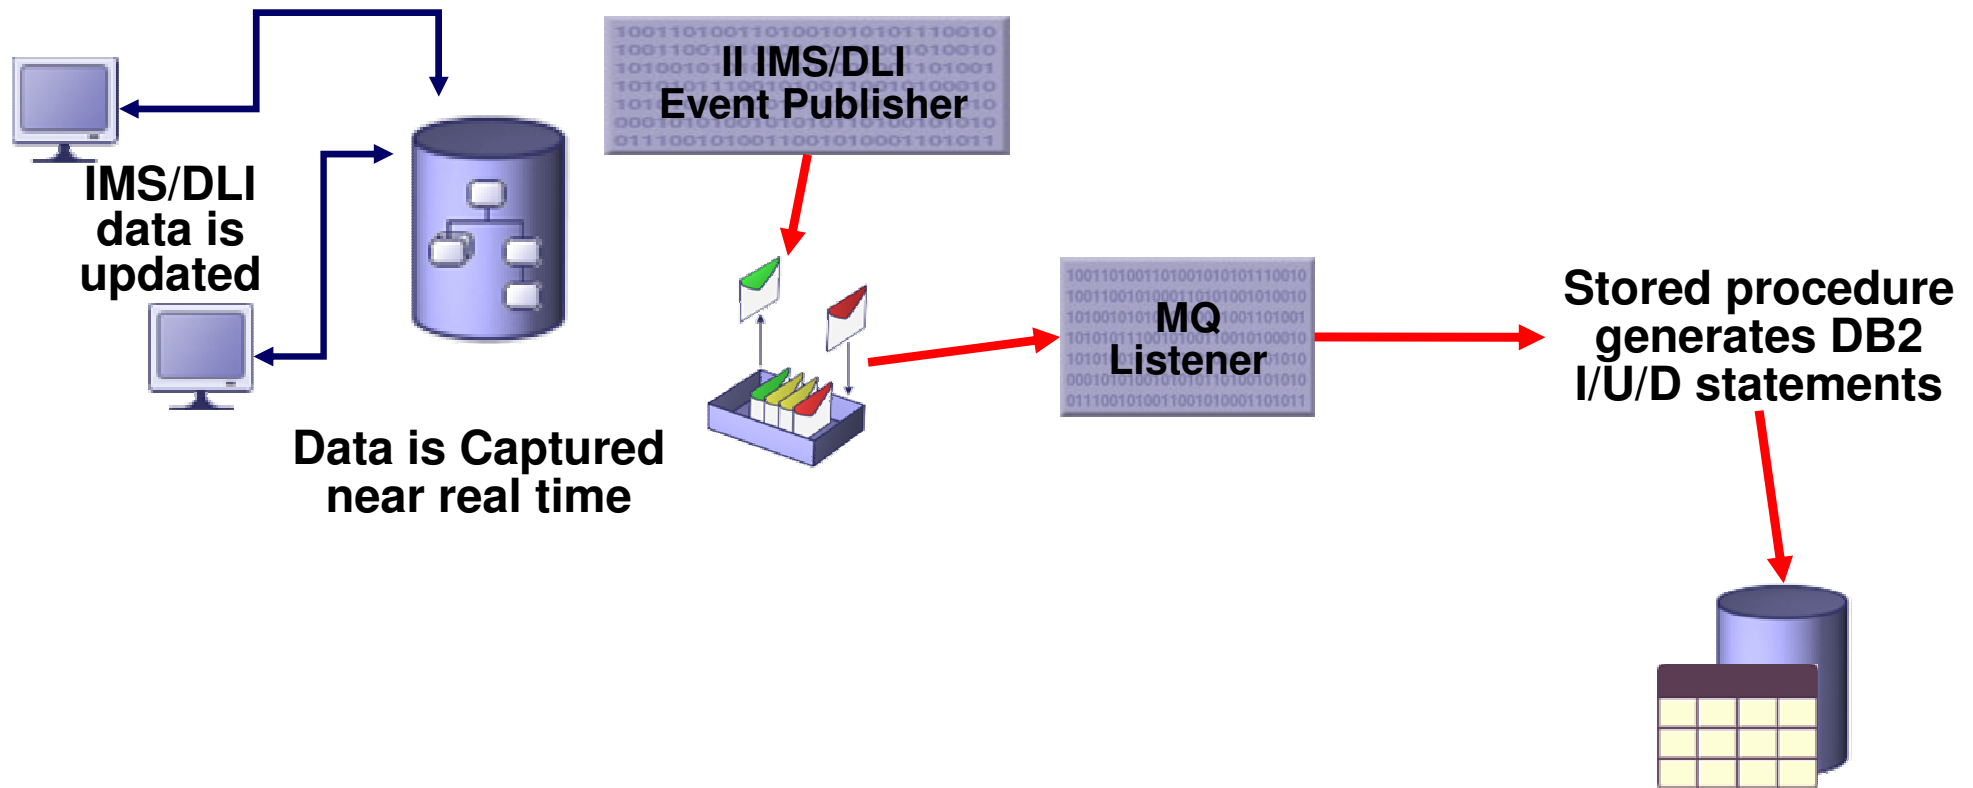 II IMS/DLI
Event Publisher
IMS/DLI
data is
updated
Data is Captured
near real time
MQ
Listener
Stored procedure
generates DB2
I/U/D statements